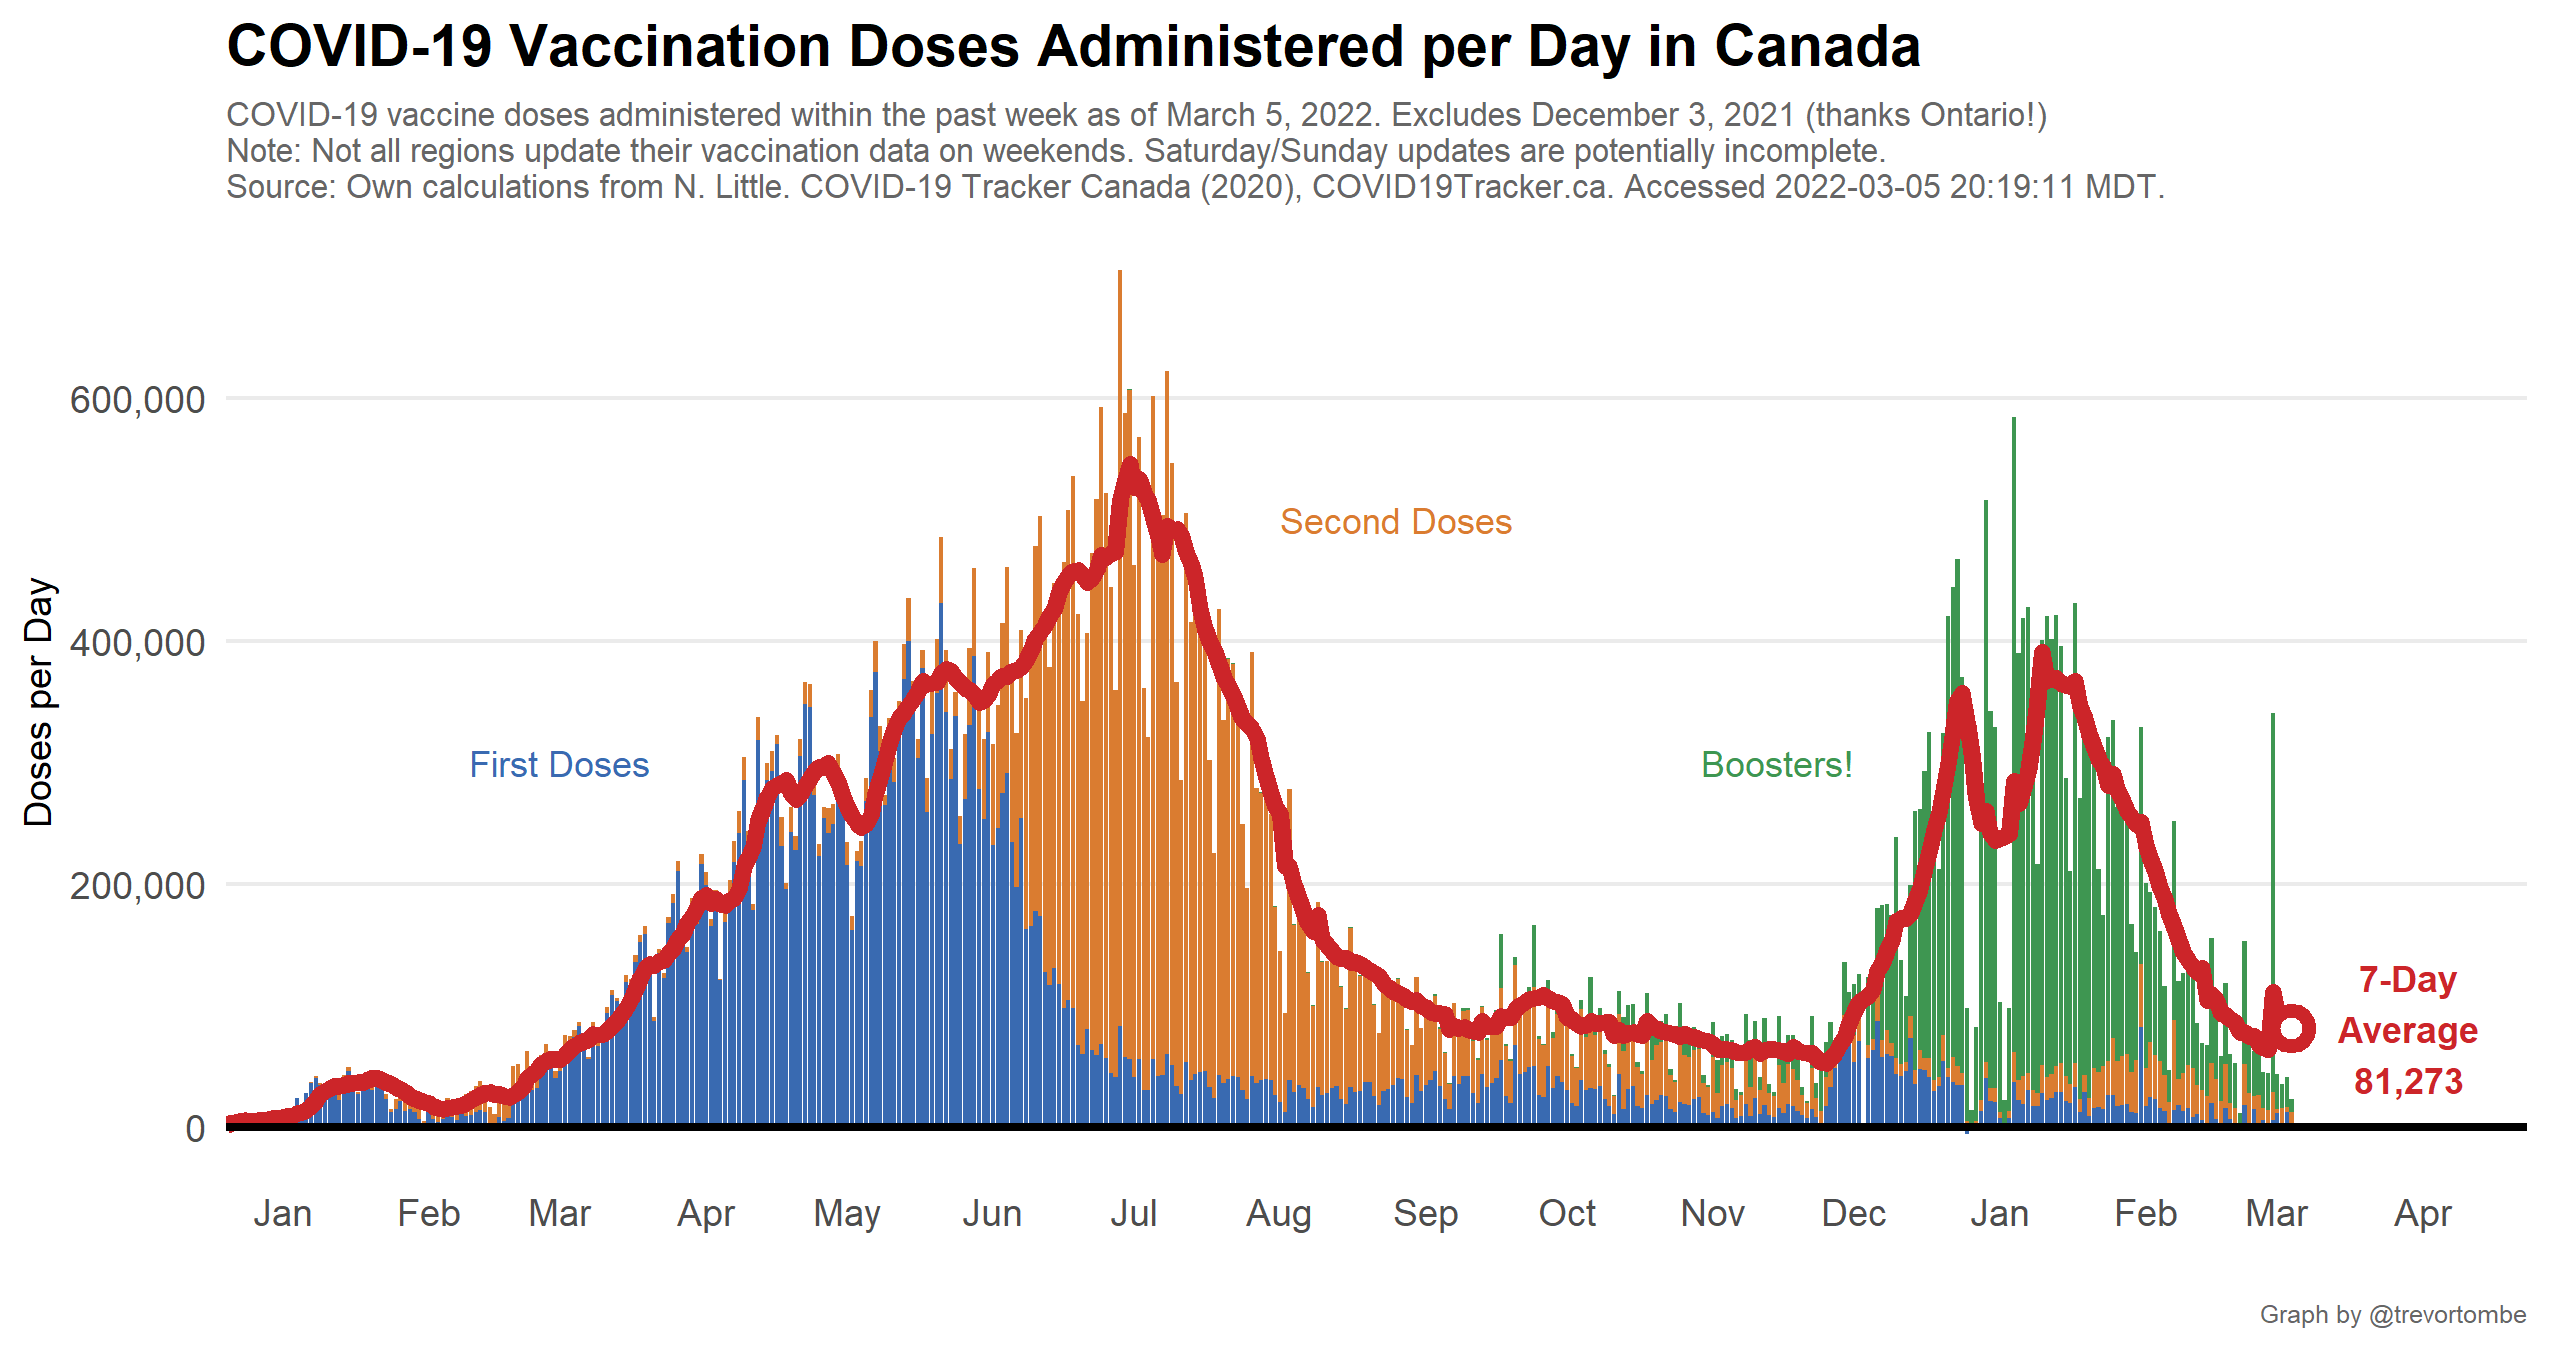 COVID-19 Vaccination Doses Administered per Day in Canada
COVID-19 vaccine doses administered within the past week as of March 5, 2022. Excludes December 3, 2021 (thanks Ontario!)
Note: Not all regions update their vaccination data on weekends. Saturday/Sunday updates are potentially incomplete.
Source: Own calculations from N. Little. COVID-19 Tracker Canada (2020), COVID19Tracker.ca. Accessed 2022-03-05 20:19:11 MDT.
Doses per Day
600,000
400,000
200,000
0
First Doses
Second Doses
Boosters!
7-Day
Average
81,273
Jan Feb Mar Apr May Jun Jul Aug Sep Oct Nov Dec Jan Feb Mar Apr
Graph by @trevortombe